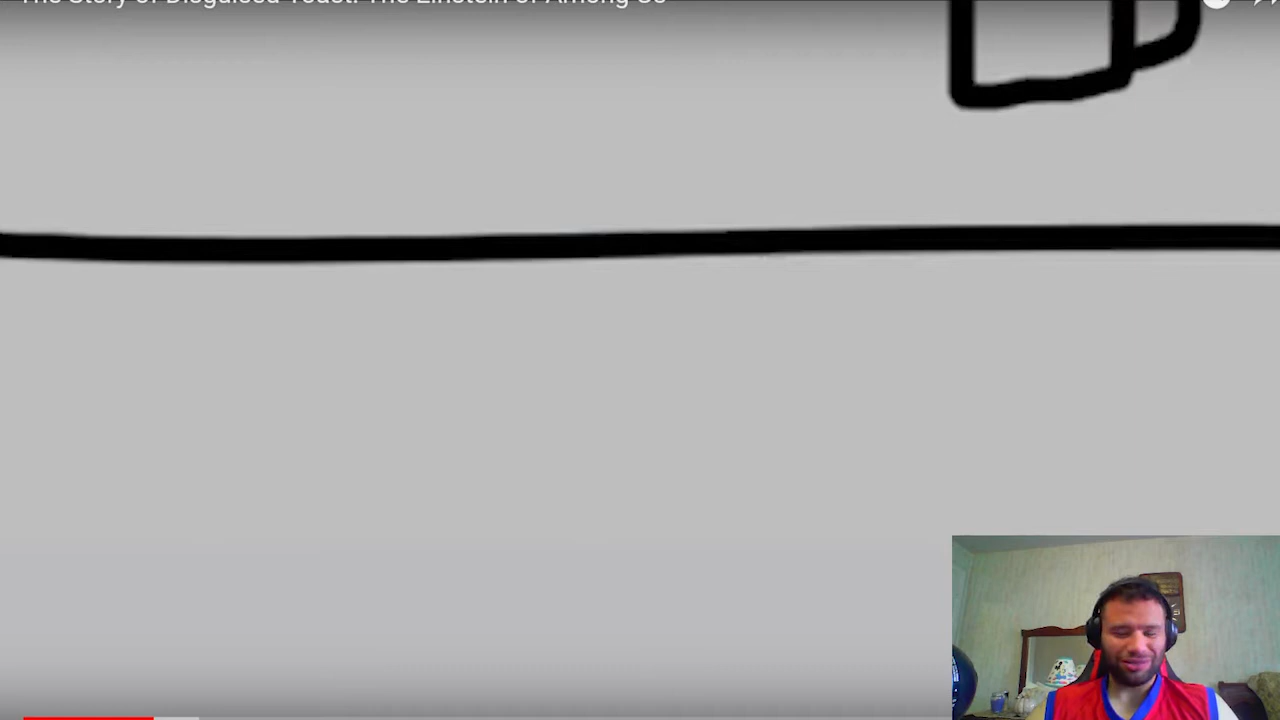 The Story of Disguised Toast: The Einstein of Among Us